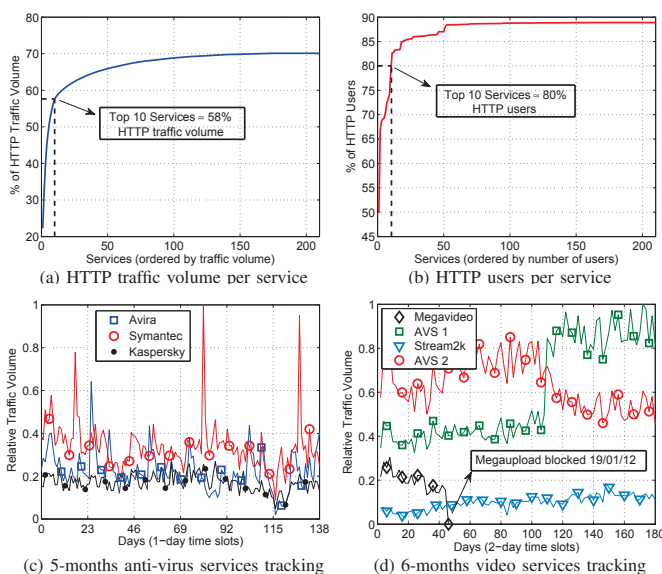 80
70
60
50
40
30
20
% of HTTP Traffic Volume
Top 10 Services ≈ 58%
HTTP traffic volume
0 50 100 150 200
Services (ordered by traffic volume)
(a) HTTP traffic volume per service
90
85
80
75
70
65
60
55
50
45
% of HTTP Users
Top 10 Services ≈ 80%
HTTP users
0 50 100 150 200
Services (ordered by number of users)
(b) HTTP users per service
1
0.8
0.6
0.4
0.2
0
Relative Traffic Volume
Avira
Symantec
Kaspersky
0 23 46 69 92 115 138
Days (1-day time slots)
(c) 5-months anti-virus services tracking
1
0.8
0.6
0.4
0.2
0
Relative Traffic Volume
Megavideo
AVS 1
Stream2k
AVS 2
Megaupload blocked 19/01/12
0 20 40 60 80 100 120 140 160 180
Days (2-day time slots)
(d) 6-months video services tracking